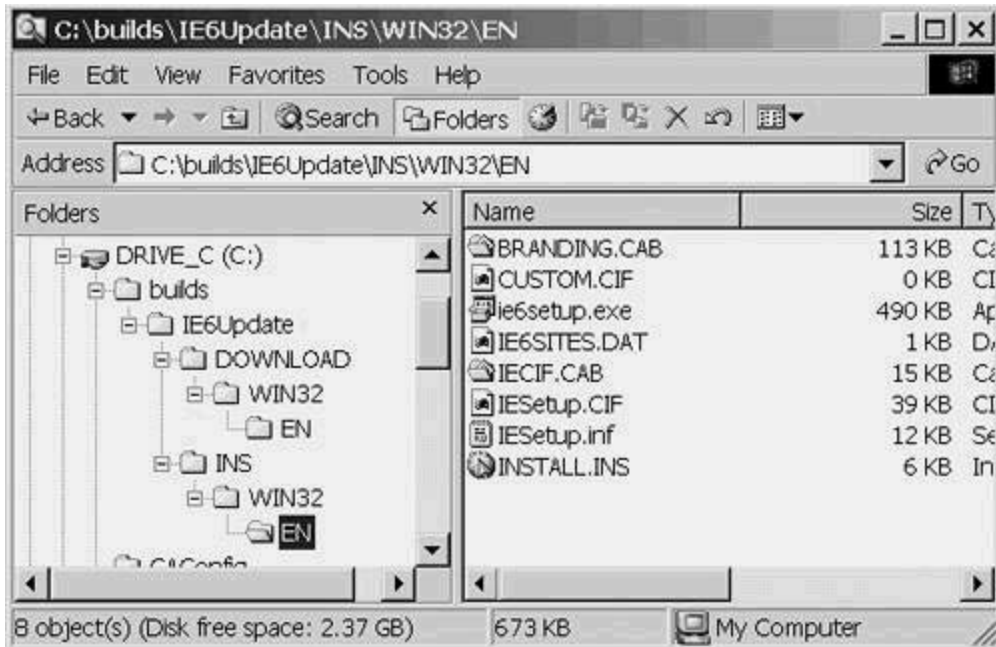 C:\builds\IE6Update\INS\WIN32\EN
File Edit View Favorites Tools Help
Back Search Folders
Address C:\builds\IE6Update\INS\WIN32\EN Go
Folders
DRIVE_C (C:)
builds
IE6Update
DOWNLOAD
WIN32
EN
INS
WIN32
EN
Name Size
BRANDING.CAB 113 KB
CUSTOM.CIF 0 KB
ie6setup.exe 490 KB
IE6SITES.DAT 1 KB
IECIF.CAB 15 KB
IESetup.CIF 39 KB
IESetup.inf 12 KB
INSTALL.INS 6 KB
8 object(s) (Disk free space: 2.37 GB) 673 KB My Computer